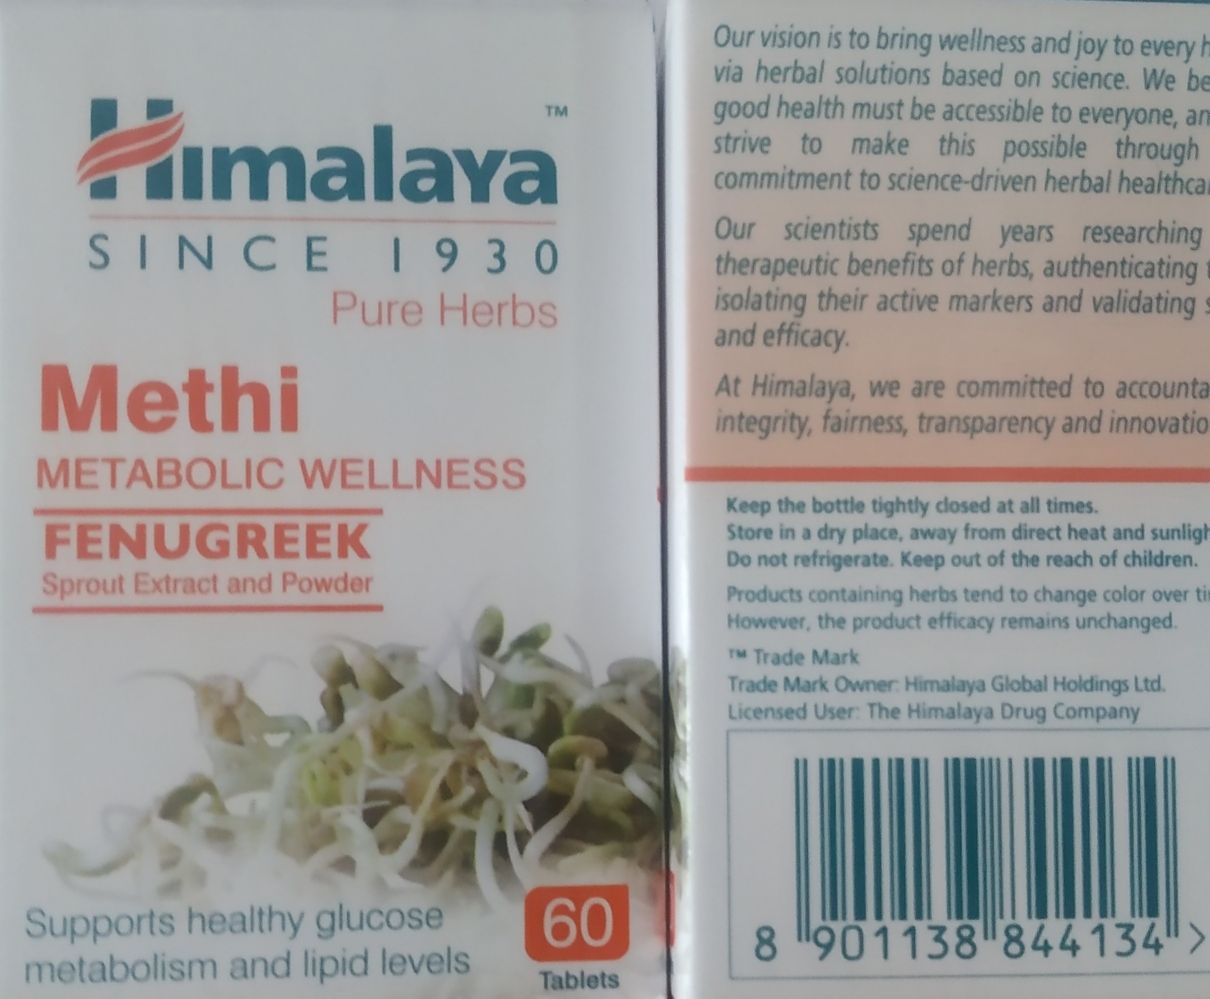 Himalaya™
SINCE 1930
Pure Herbs
Methi
METABOLIC WELLNESS
FENUGREEK
Sprout Extract and Powder
Supports healthy glucose
metabolism and lipid levels
60
Tablets
Our vision is to bring wellness and joy to every
via herbal solutions based on science. We
good health must be accessible to everyone,
strive to make this possible through
commitment to science-driven herbal
Our scientists spend years researching
therapeutic benefits of herbs, authenticating
isolating their active markers and validating
and efficacy.
At Himalaya, we are committed to
integrity, fairness, transparency and
Keep the bottle tightly closed at all times.
Store in a dry place, away from direct heat and
Do not refrigerate. Keep out of the reach of children.
Products containing herbs tend to change color over
However, the product efficacy remains unchanged.
™ Trade Mark
Trade Mark Owner: Himalaya Global Holdings Ltd.
Licensed User: The Himalaya Drug Company
8 901138 844134 >